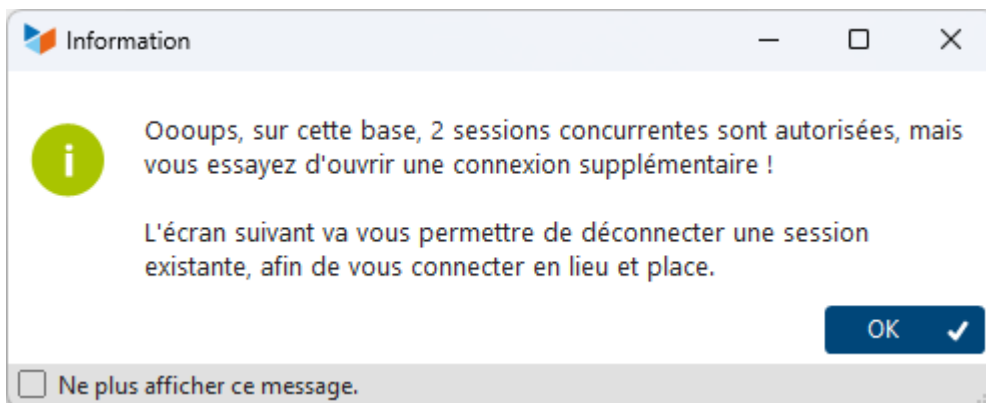 Information
Oooups, sur cette base, 2 sessions concurrentes sont autorisées, mais
vous essayez d'ouvrir une connexion supplémentaire !
L'écran suivant va vous permettre de déconnecter une session
existante, afin de vous connecter en lieu et place.
OK
Ne plus afficher ce message.